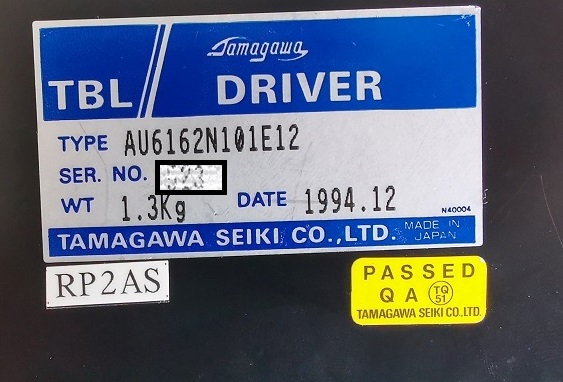 Tamagawa
TBL DRIVER
TYPE AU6162N101E12
SER. NO.
WT 1.3Kg DATE 1994.12
N40004
TAMAGAWA SEIKI CO.,LTD. MADE IN JAPAN
RP2AS
PASSED
QA TQ 51
TAMAGAWA SEIKI CO.LTD.